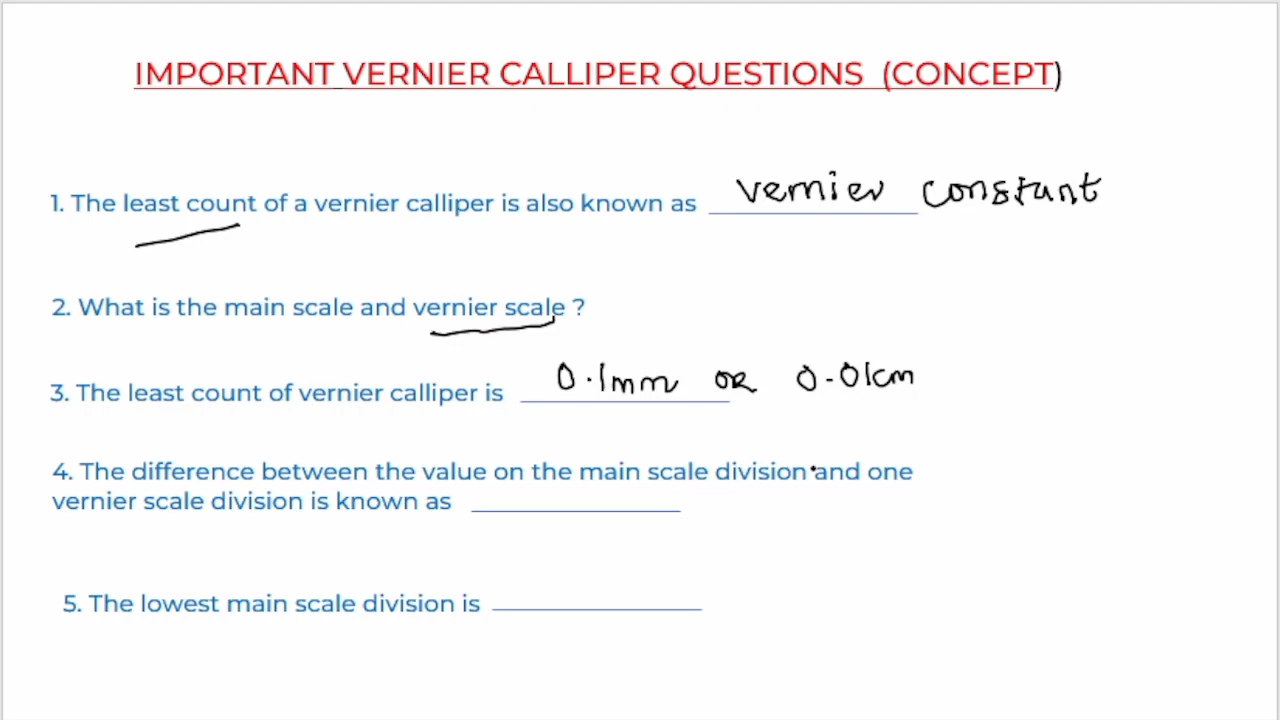 IMPORTANT VERNIER CALLIPER QUESTIONS (CONCEPT)
1. The least count of a vernier calliper is also known as vernier constant
2. What is the main scale and vernier scale ?
3. The least count of vernier calliper is 0.1mm OR 0.01cm
4. The difference between the value on the main scale division and one
vernier scale division is known as
5. The lowest main scale division is